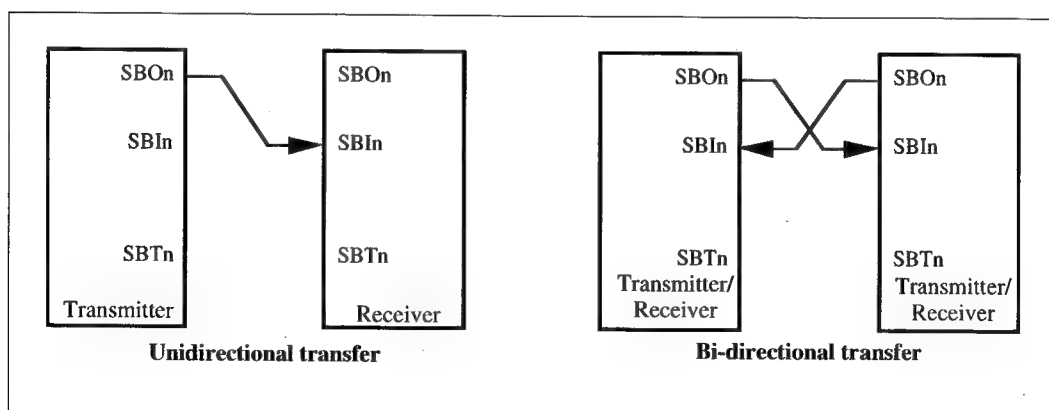 SBOn
SBIn
SBTn
Transmitter
SBOn
SBIn
SBTn
Receiver
Unidirectional transfer
SBOn
SBIn
SBTn
Transmitter/
Receiver
SBOn
SBIn
SBTn
Transmitter/
Receiver
Bi-directional transfer